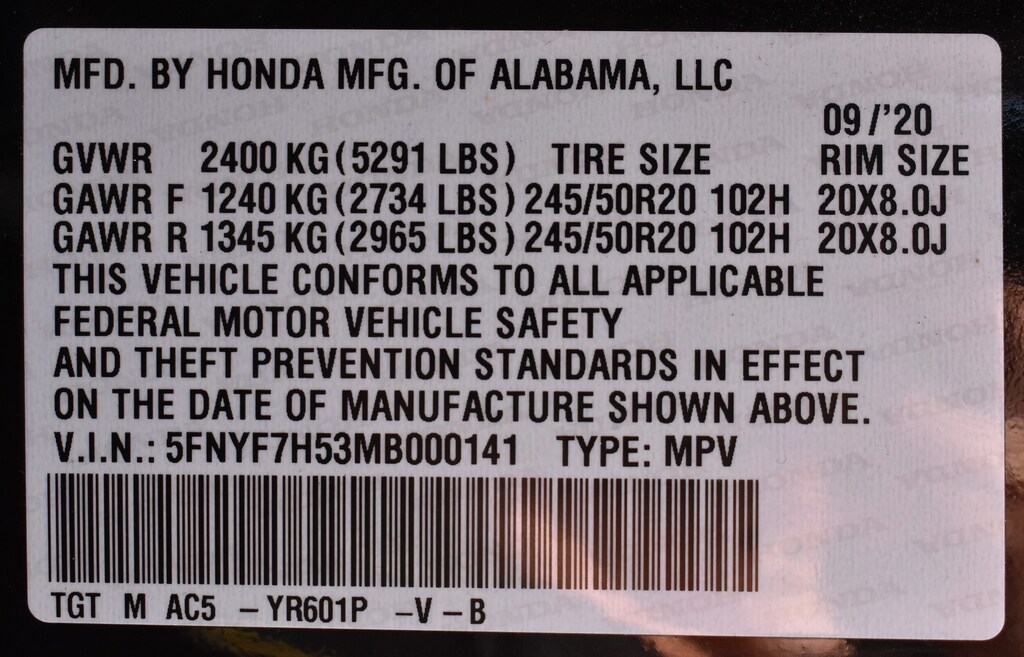 MFD. BY HONDA MFG. OF ALABAMA, LLC
09/'20
GVWR 2400 KG (5291 LBS) TIRE SIZE RIM SIZE
GAWR F 1240 KG (2734 LBS) 245/50R20 102H 20X8.0J
GAWR R 1345 KG (2965 LBS) 245/50R20 102H 20X8.0J
THIS VEHICLE CONFORMS TO ALL APPLICABLE
FEDERAL MOTOR VEHICLE SAFETY
AND THEFT PREVENTION STANDARDS IN EFFECT
ON THE DATE OF MANUFACTURE SHOWN ABOVE.
V.I.N.: 5FNYF7H53MB000141 TYPE: MPV
TGT M AC5 – YR601P –V – B